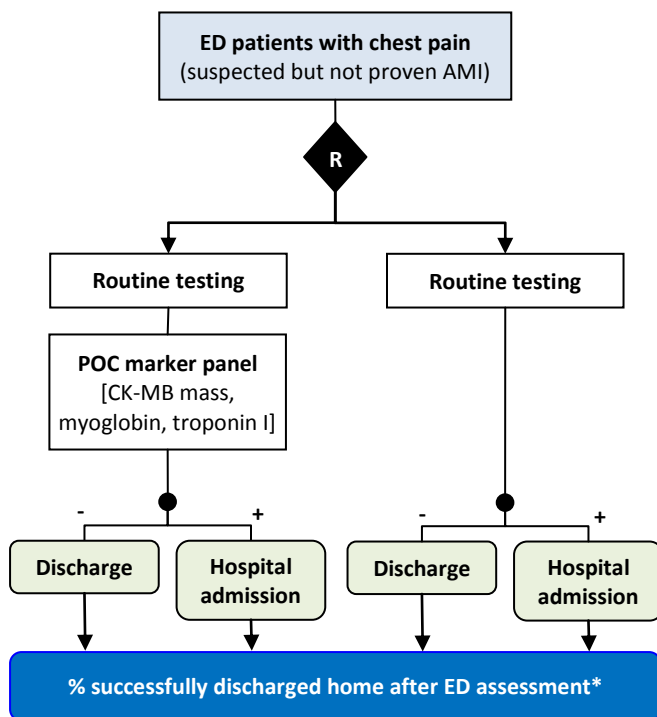 ED patients with chest pain
(suspected but not proven AMI)
R
Routine testing
Routine testing
POC marker panel
[CK-MB mass,
myoglobin, troponin I]
- + - +
Discharge
Hospital
admission
Discharge
Hospital
admission
% successfully discharged home after ED assessment*